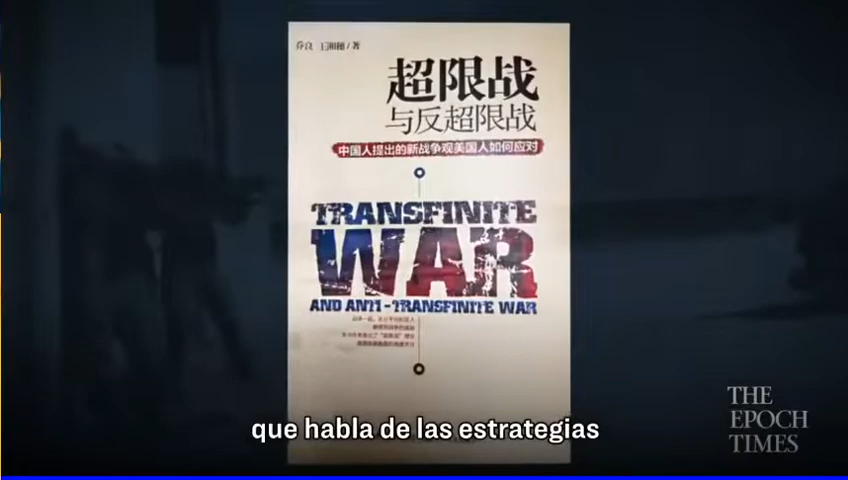 乔良 王湘穗/著
超限战
与反超限战
中国人提出的新战争观美国人如何应对
TRANSFINITE
WAR
AND ANTI-TRANSFINITE WAR
que habla de las estrategias
THE
EPOCH
TIMES